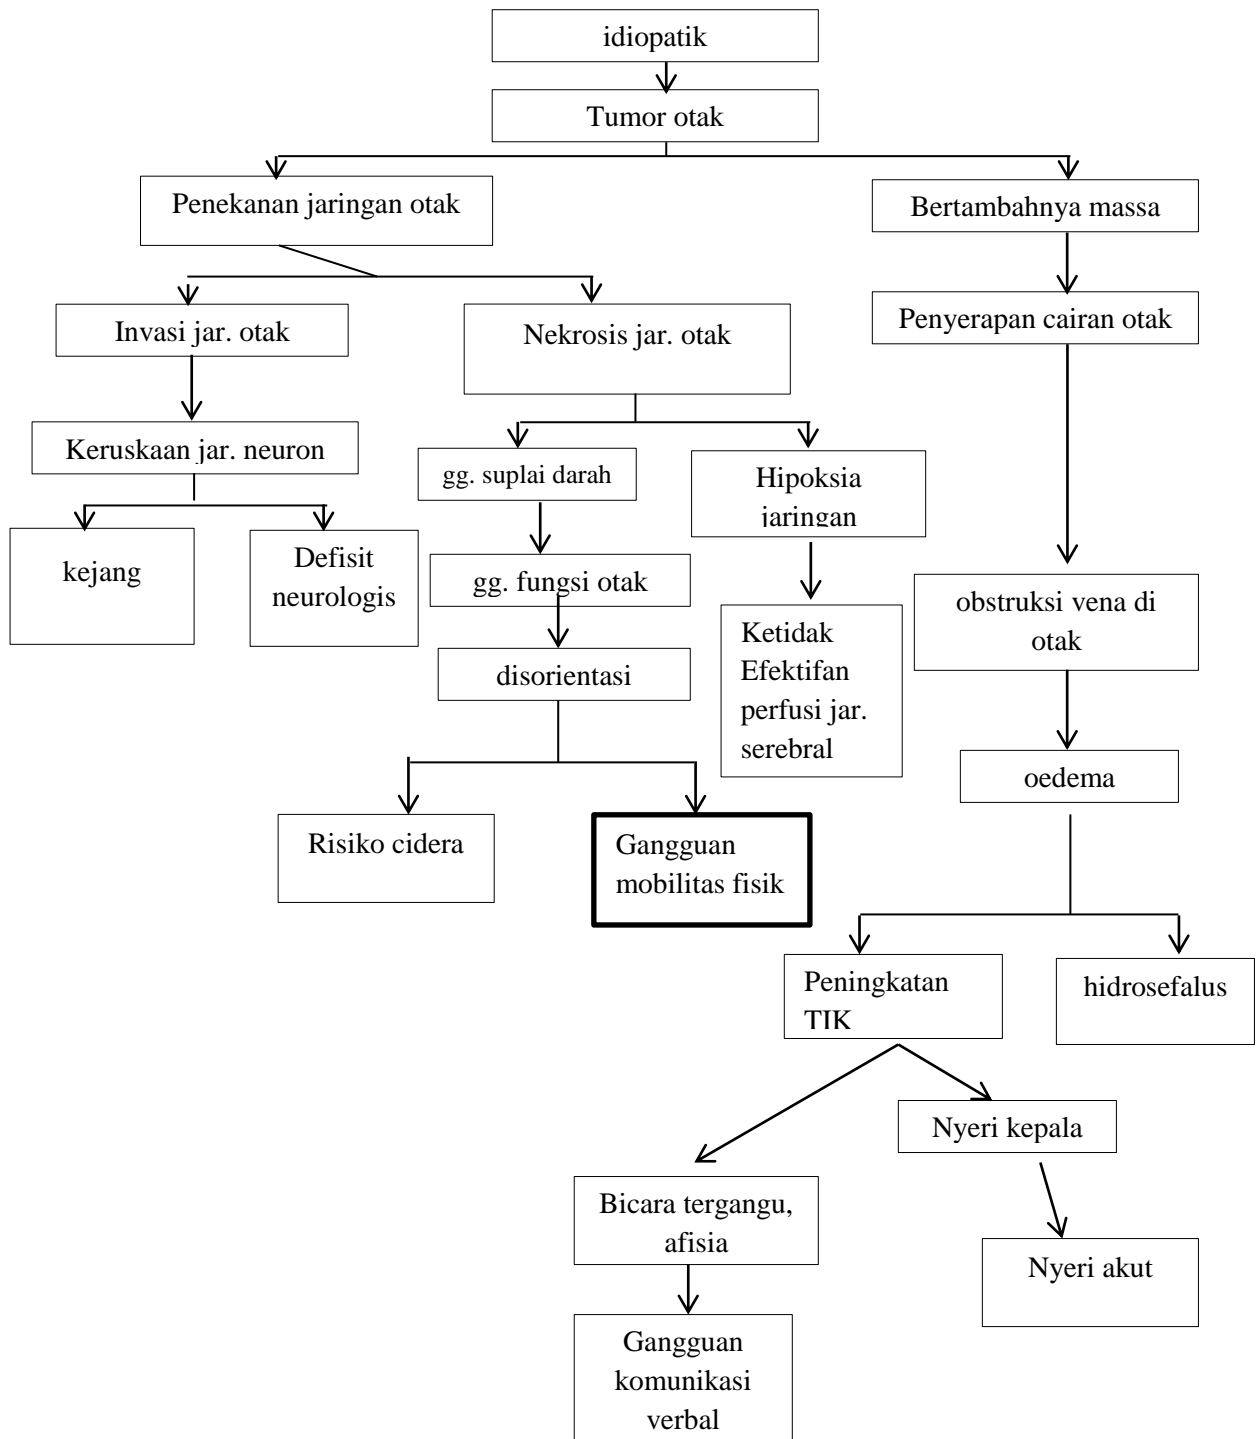 idiopatik
Tumor otak
Penekanan jaringan otak
Bertambahnya massa
Invasi jar. otak
Nekrosis jar. otak
Penyerapan cairan otak
Keruskaan jar. neuron
gg. suplai darah
Hipoksia
jaringan
kejang
Defisit
neurologis
gg. fungsi otak
obstruksi vena di
otak
disorientasi
Ketidak
Efektifan
perfusi jar.
serebral
oedema
Risiko cidera
Gangguan
mobilitas fisik
Peningkatan
TIK
hidrosefalus
Nyeri kepala
Bicara tergangu,
afisia
Nyeri akut
Gangguan
komunikasi
verbal